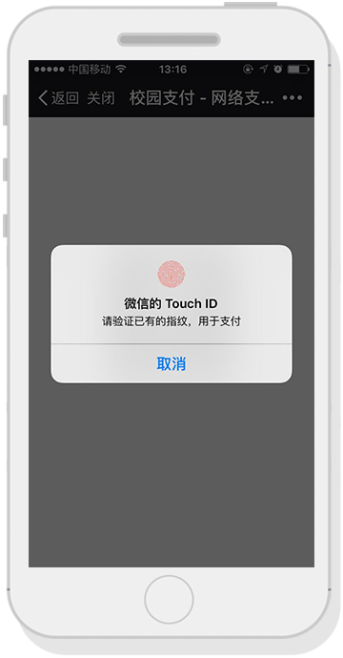 中国移动 13:16
返回 关闭 校园支付 - 网络支...
微信的 Touch ID
请验证已有的指纹，用于支付
取消